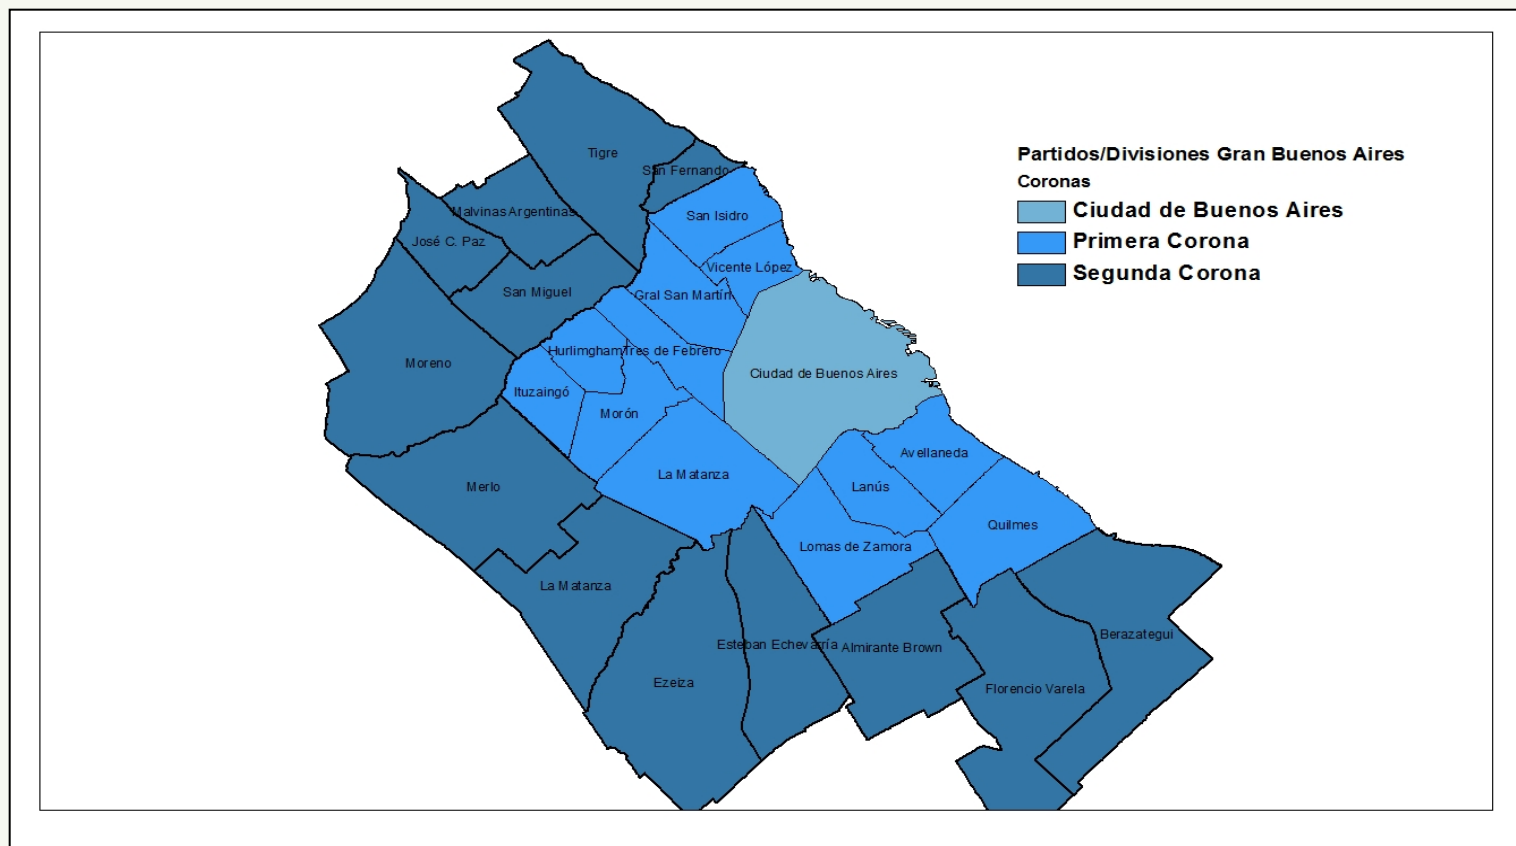 Partidos/Divisiones Gran Buenos Aires
Coronas
Ciudad de Buenos Aires
Primera Corona
Segunda Corona
Tigre
San Fernando
Malvinas Argentinas
San Isidro
José C. Paz
Vicente López
San Miguel
Gral San Martín
Hurlimgham
Tres de Febrero
Moreno
Ciudad de Buenos Aires
Ituzaingó
Morón
Avellaneda
La Matanza
Merlo
Lanús
Quilmes
Lomas de Zamora
La Matanza
Berazategui
Esteban Echevarría
Almirante Brown
Ezeiza
Florencio Varela